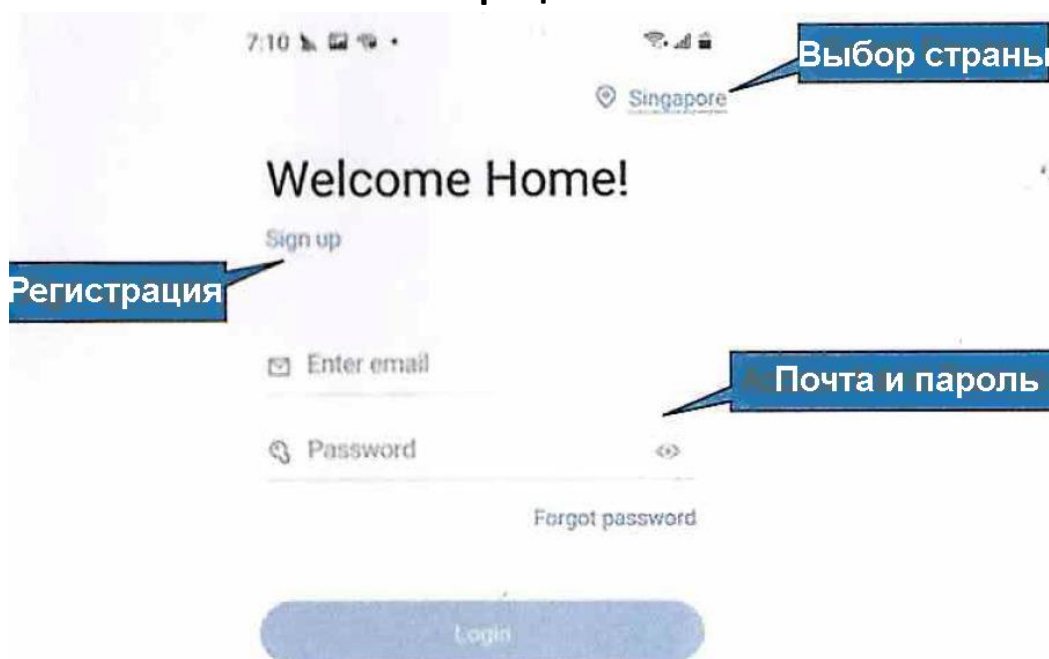 7:10
Выбор страны
Singapore
Welcome Home!
Sign up
Регистрация
Enter email
Почта и пароль
Password
Forgot password
Login